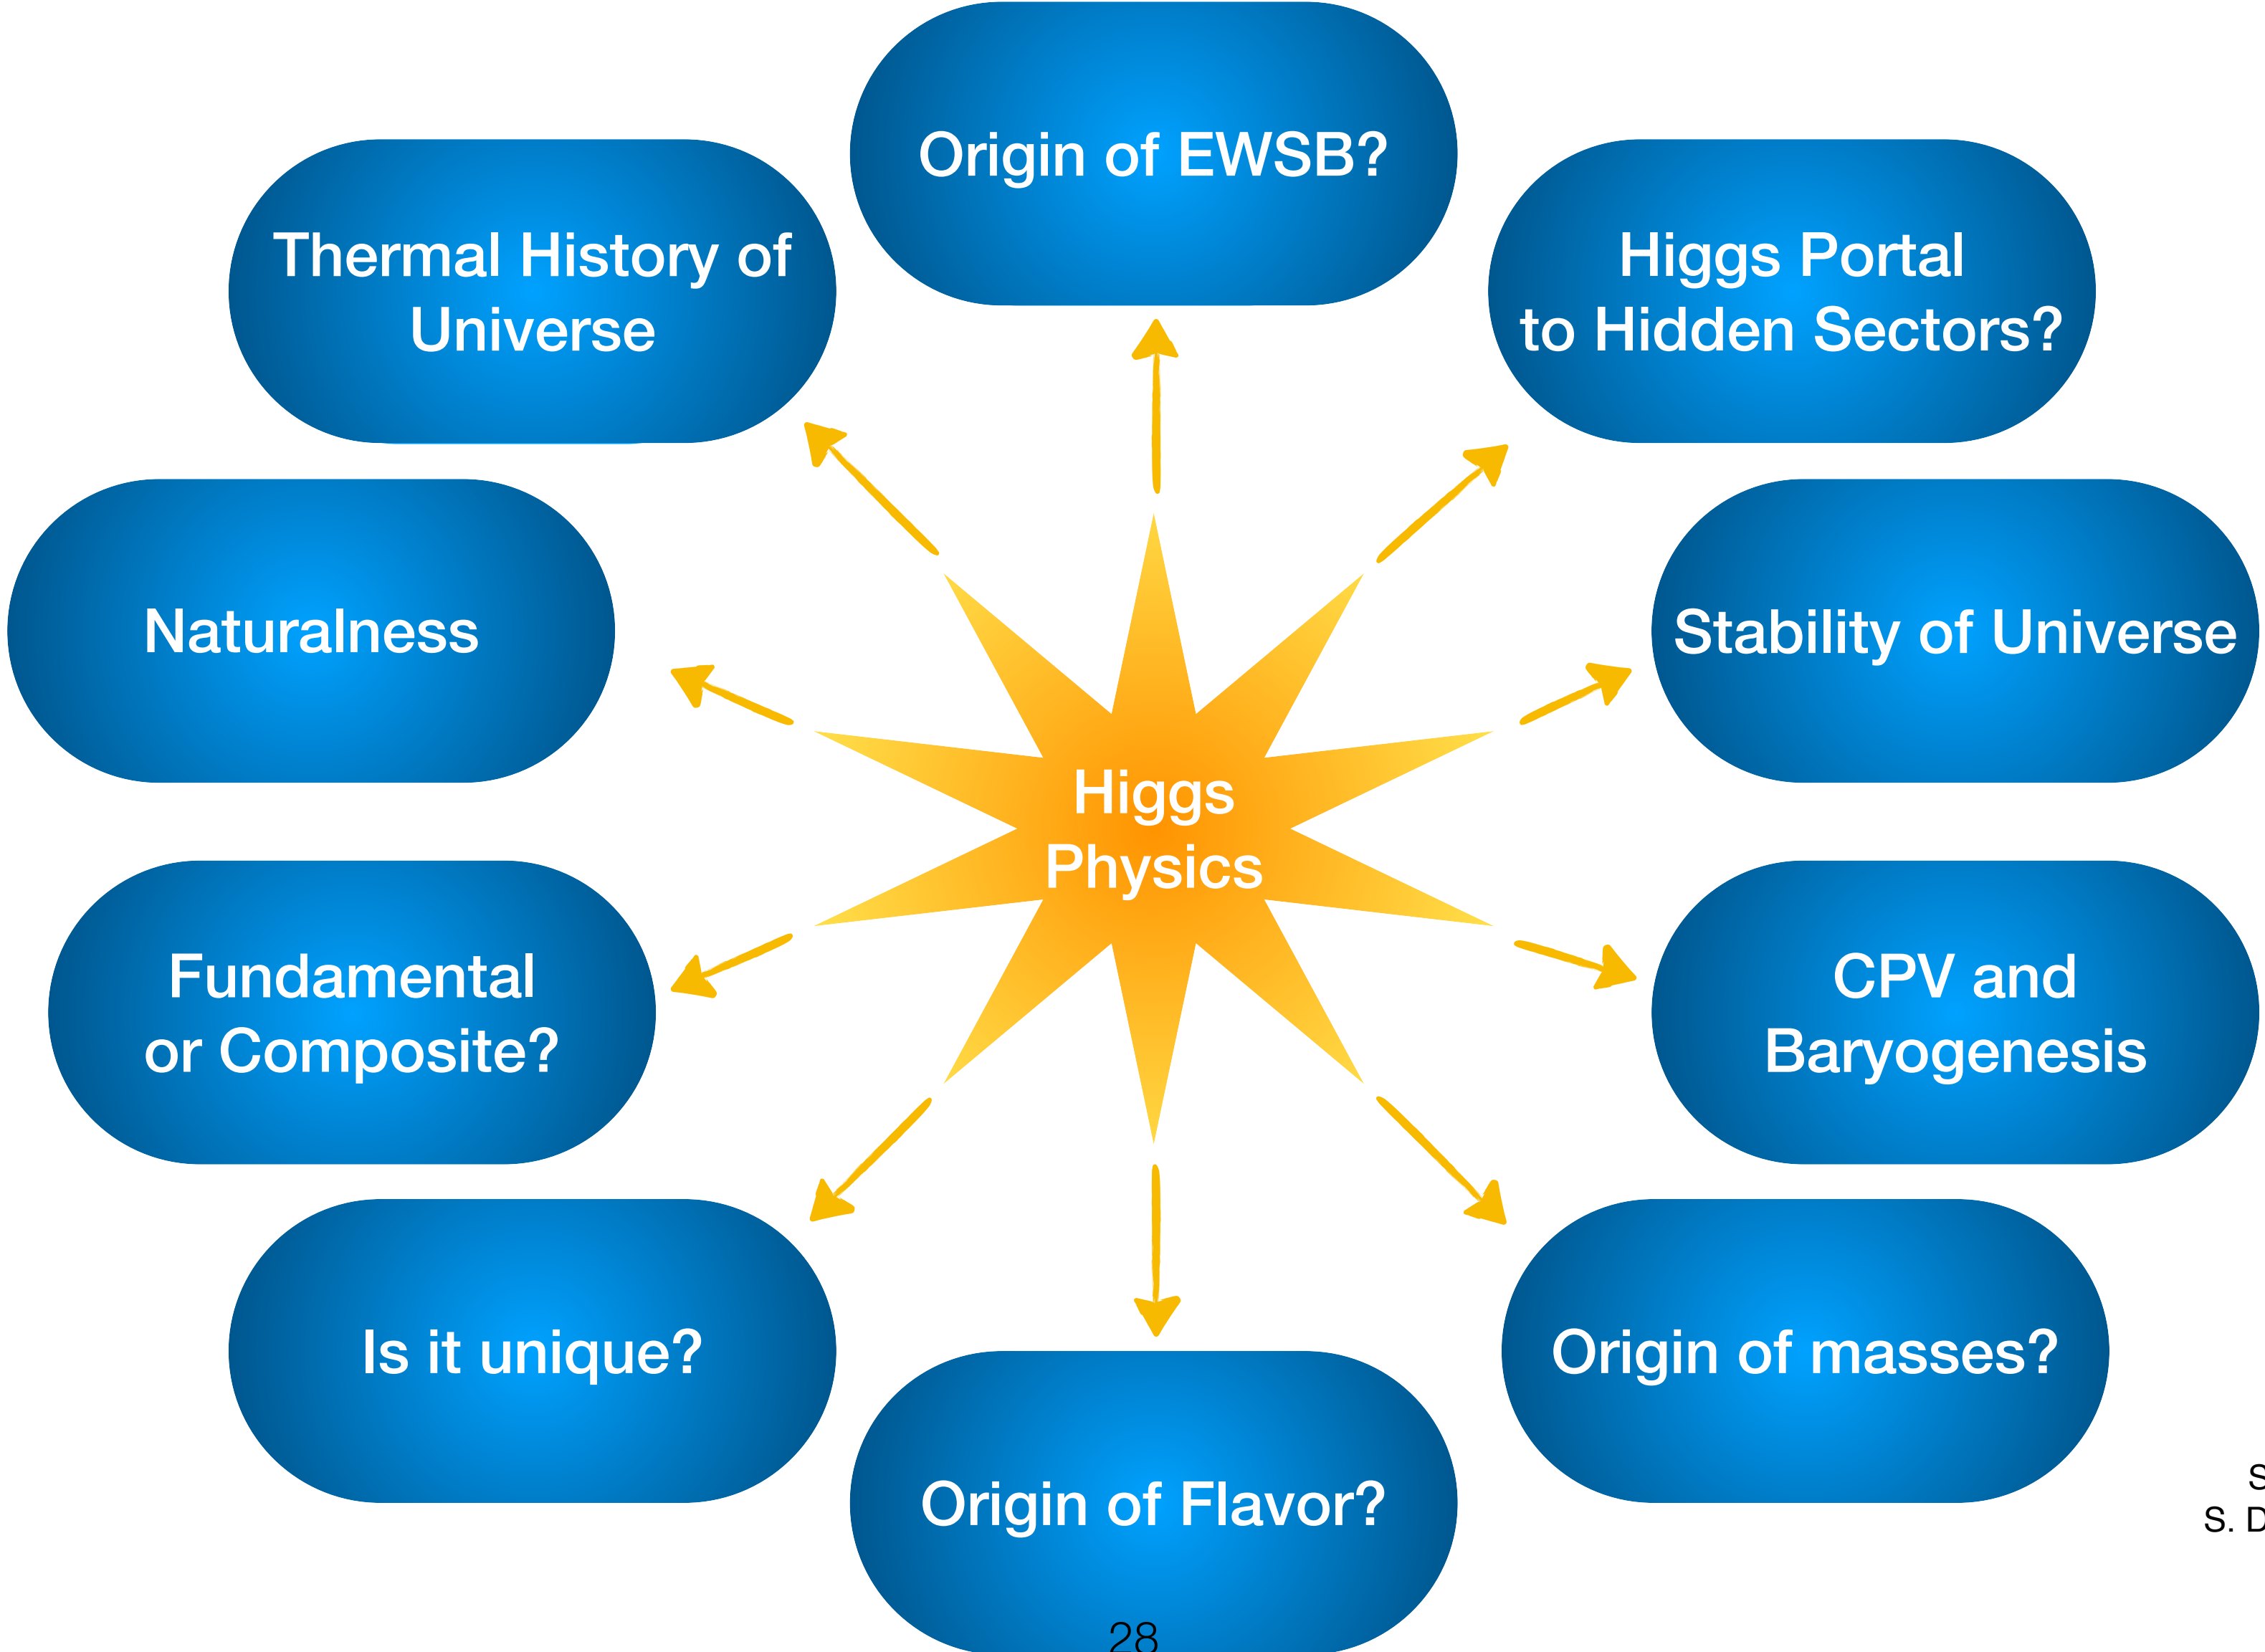 Origin of EWSB?
Thermal History of
Universe
Higgs Portal
to Hidden Sectors?
Naturalness
Stability of Universe
Higgs
Physics
Fundamental
or Composite?
CPV and
Baryogenesis
Is it unique?
Origin of masses?
Origin of Flavor?
S
S. D
28